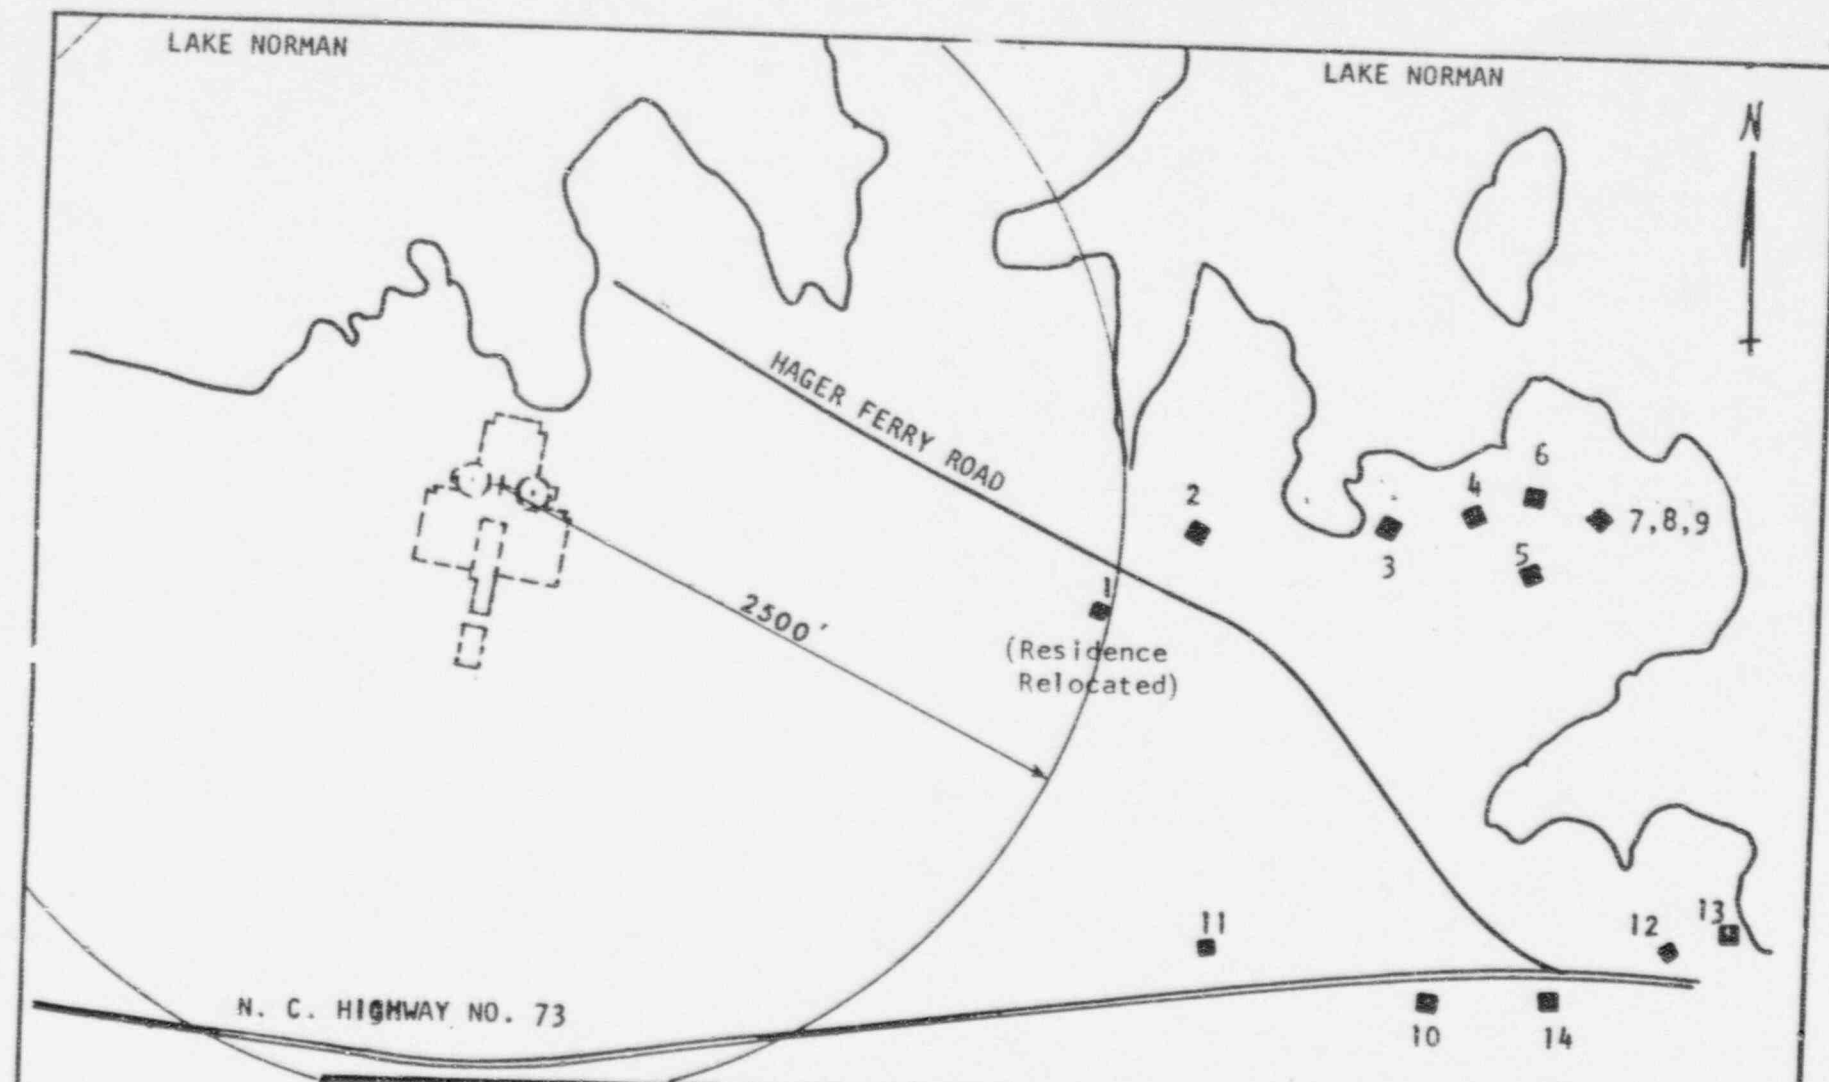 LAKE NORMAN
LAKE NORMAN
N
HAGER FERRY ROAD
2
3
4
6
5
7,8,9
1
2500'
(Residence
Relocated)
11
12
13
N. C. HIGHWAY NO. 73
10
14